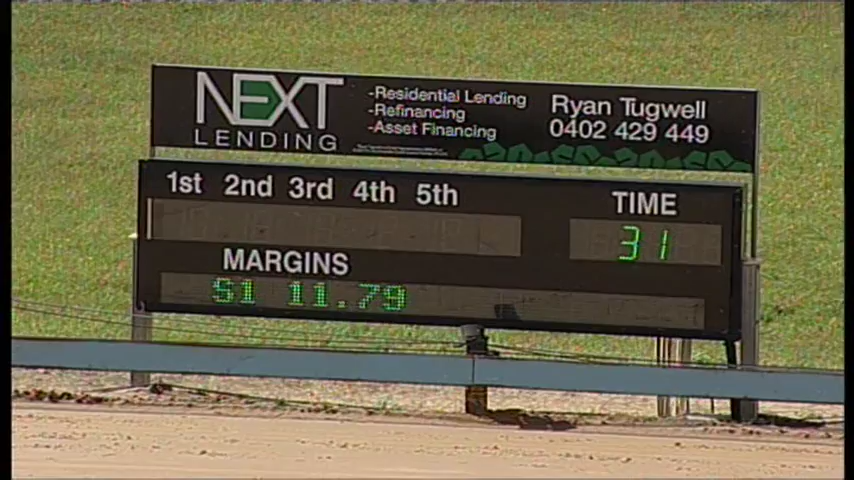 NEXT
LENDING
-Residential Lending
-Refinancing
-Asset Financing
Ryan Tugwell
0402 429 449
1st 2nd 3rd 4th 5th
TIME
31
MARGINS
S1 11.79